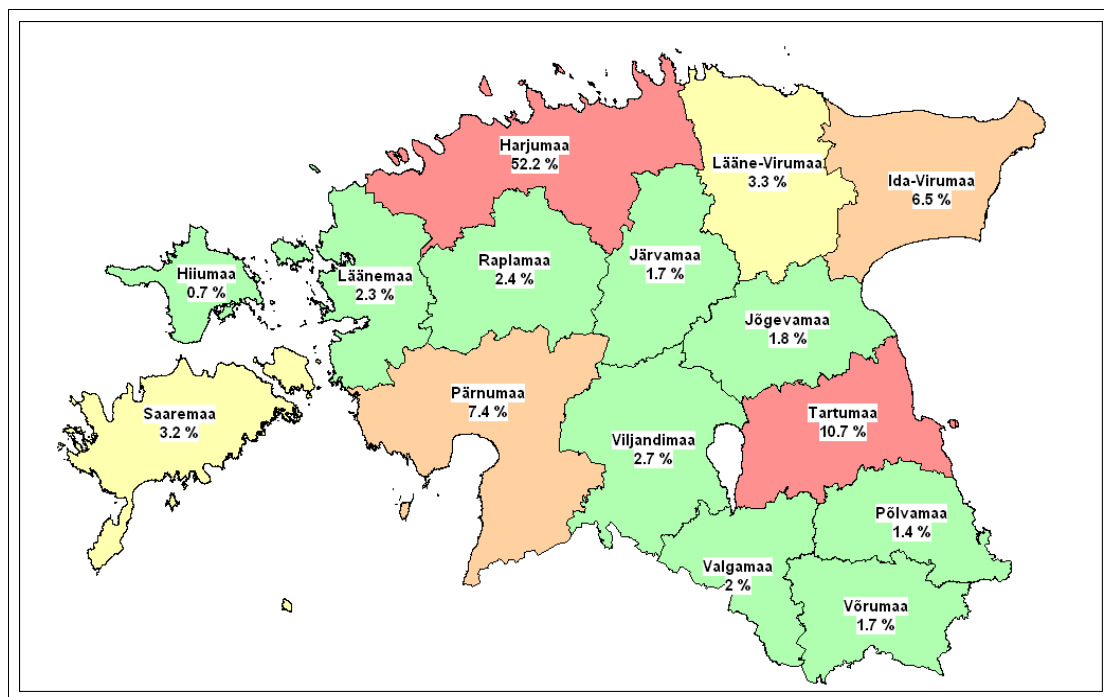 Harjumaa
52.2 %
Lääne-Virumaa
3.3 %
Ida-Virumaa
6.5 %
Hiiumaa
0.7 %
Läänemaa
2.3 %
Raplamaa
2.4 %
Järvamaa
1.7 %
Jõgevamaa
1.8 %
Saaremaa
3.2 %
Pärnumaa
7.4 %
Viljandimaa
2.7 %
Tartumaa
10.7 %
Põlvamaa
1.4 %
Valgamaa
2 %
Võrumaa
1.7 %